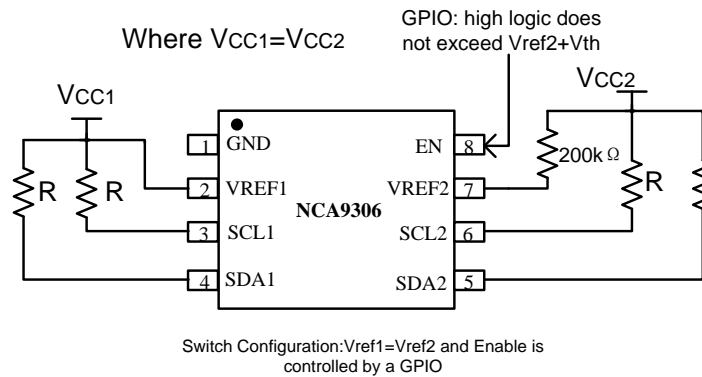 Where VCC1=VCC2
GPIO: high logic does
not exceed Vref2+Vth
VCC1
VCC2
R
R
200kΩ
R
1
GND
EN
8
2
VREF1
VREF2
7
NCA9306
3
SCL1
SCL2
6
4
SDA1
SDA2
5
Switch Configuration:Vref1=Vref2 and Enable is
controlled by a GPIO